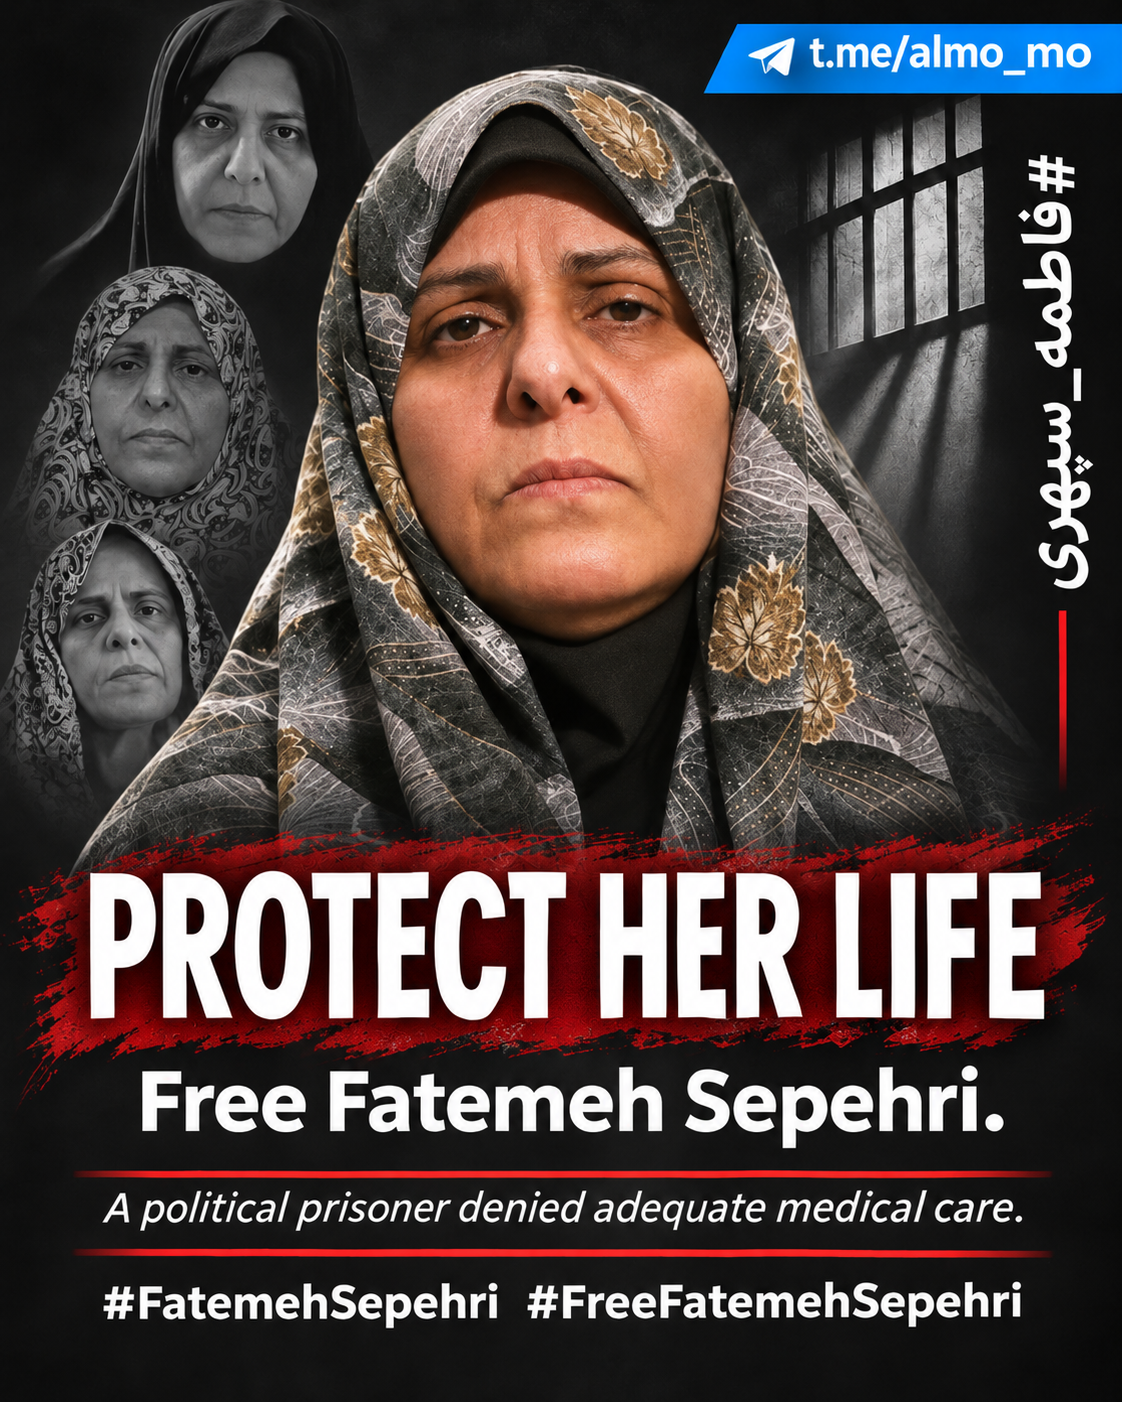 t.me/almo_mo
#فاطمه_سپهری
PROTECT HER LIFE
Free Fatemeh Sepehri.
A political prisoner denied adequate medical care.
#FatemehSepehri #FreeFatemehSepehri